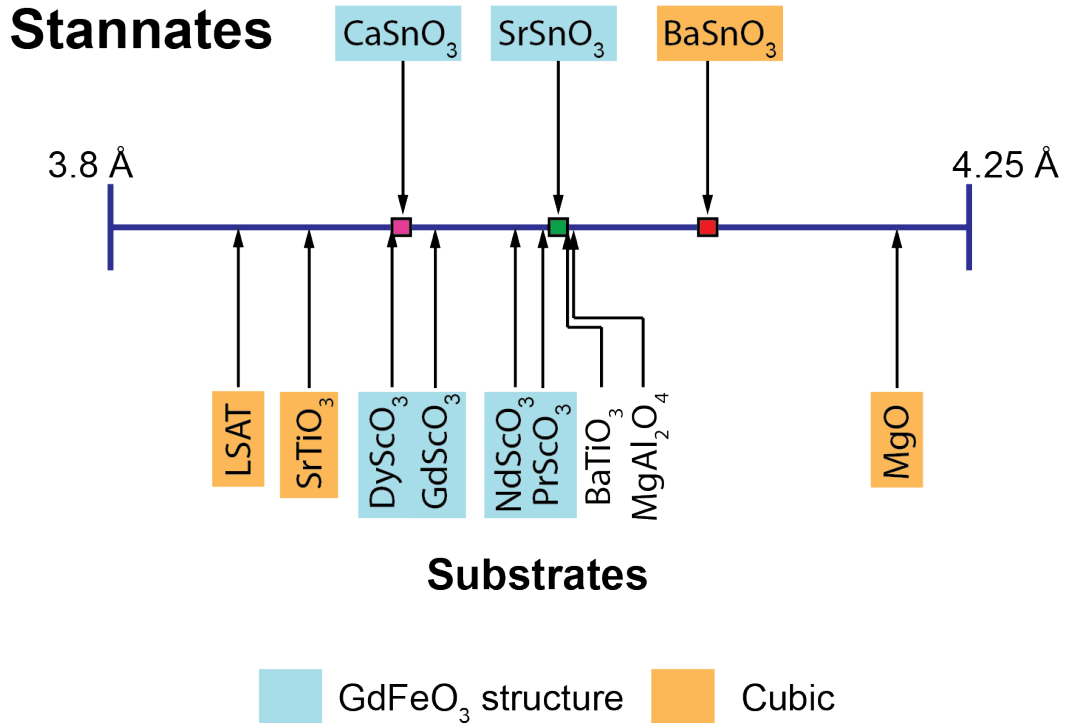 Stannates
CaSnO₃
SrSnO₃
BaSnO₃
3.8 Å
4.25 Å
LSAT
SrTiO₃
DyScO₃
GdScO₃
NdScO₃
PrScO₃
BaTiO₃
MgAl₂O₄
MgO
Substrates
GdFeO₃ structure
Cubic